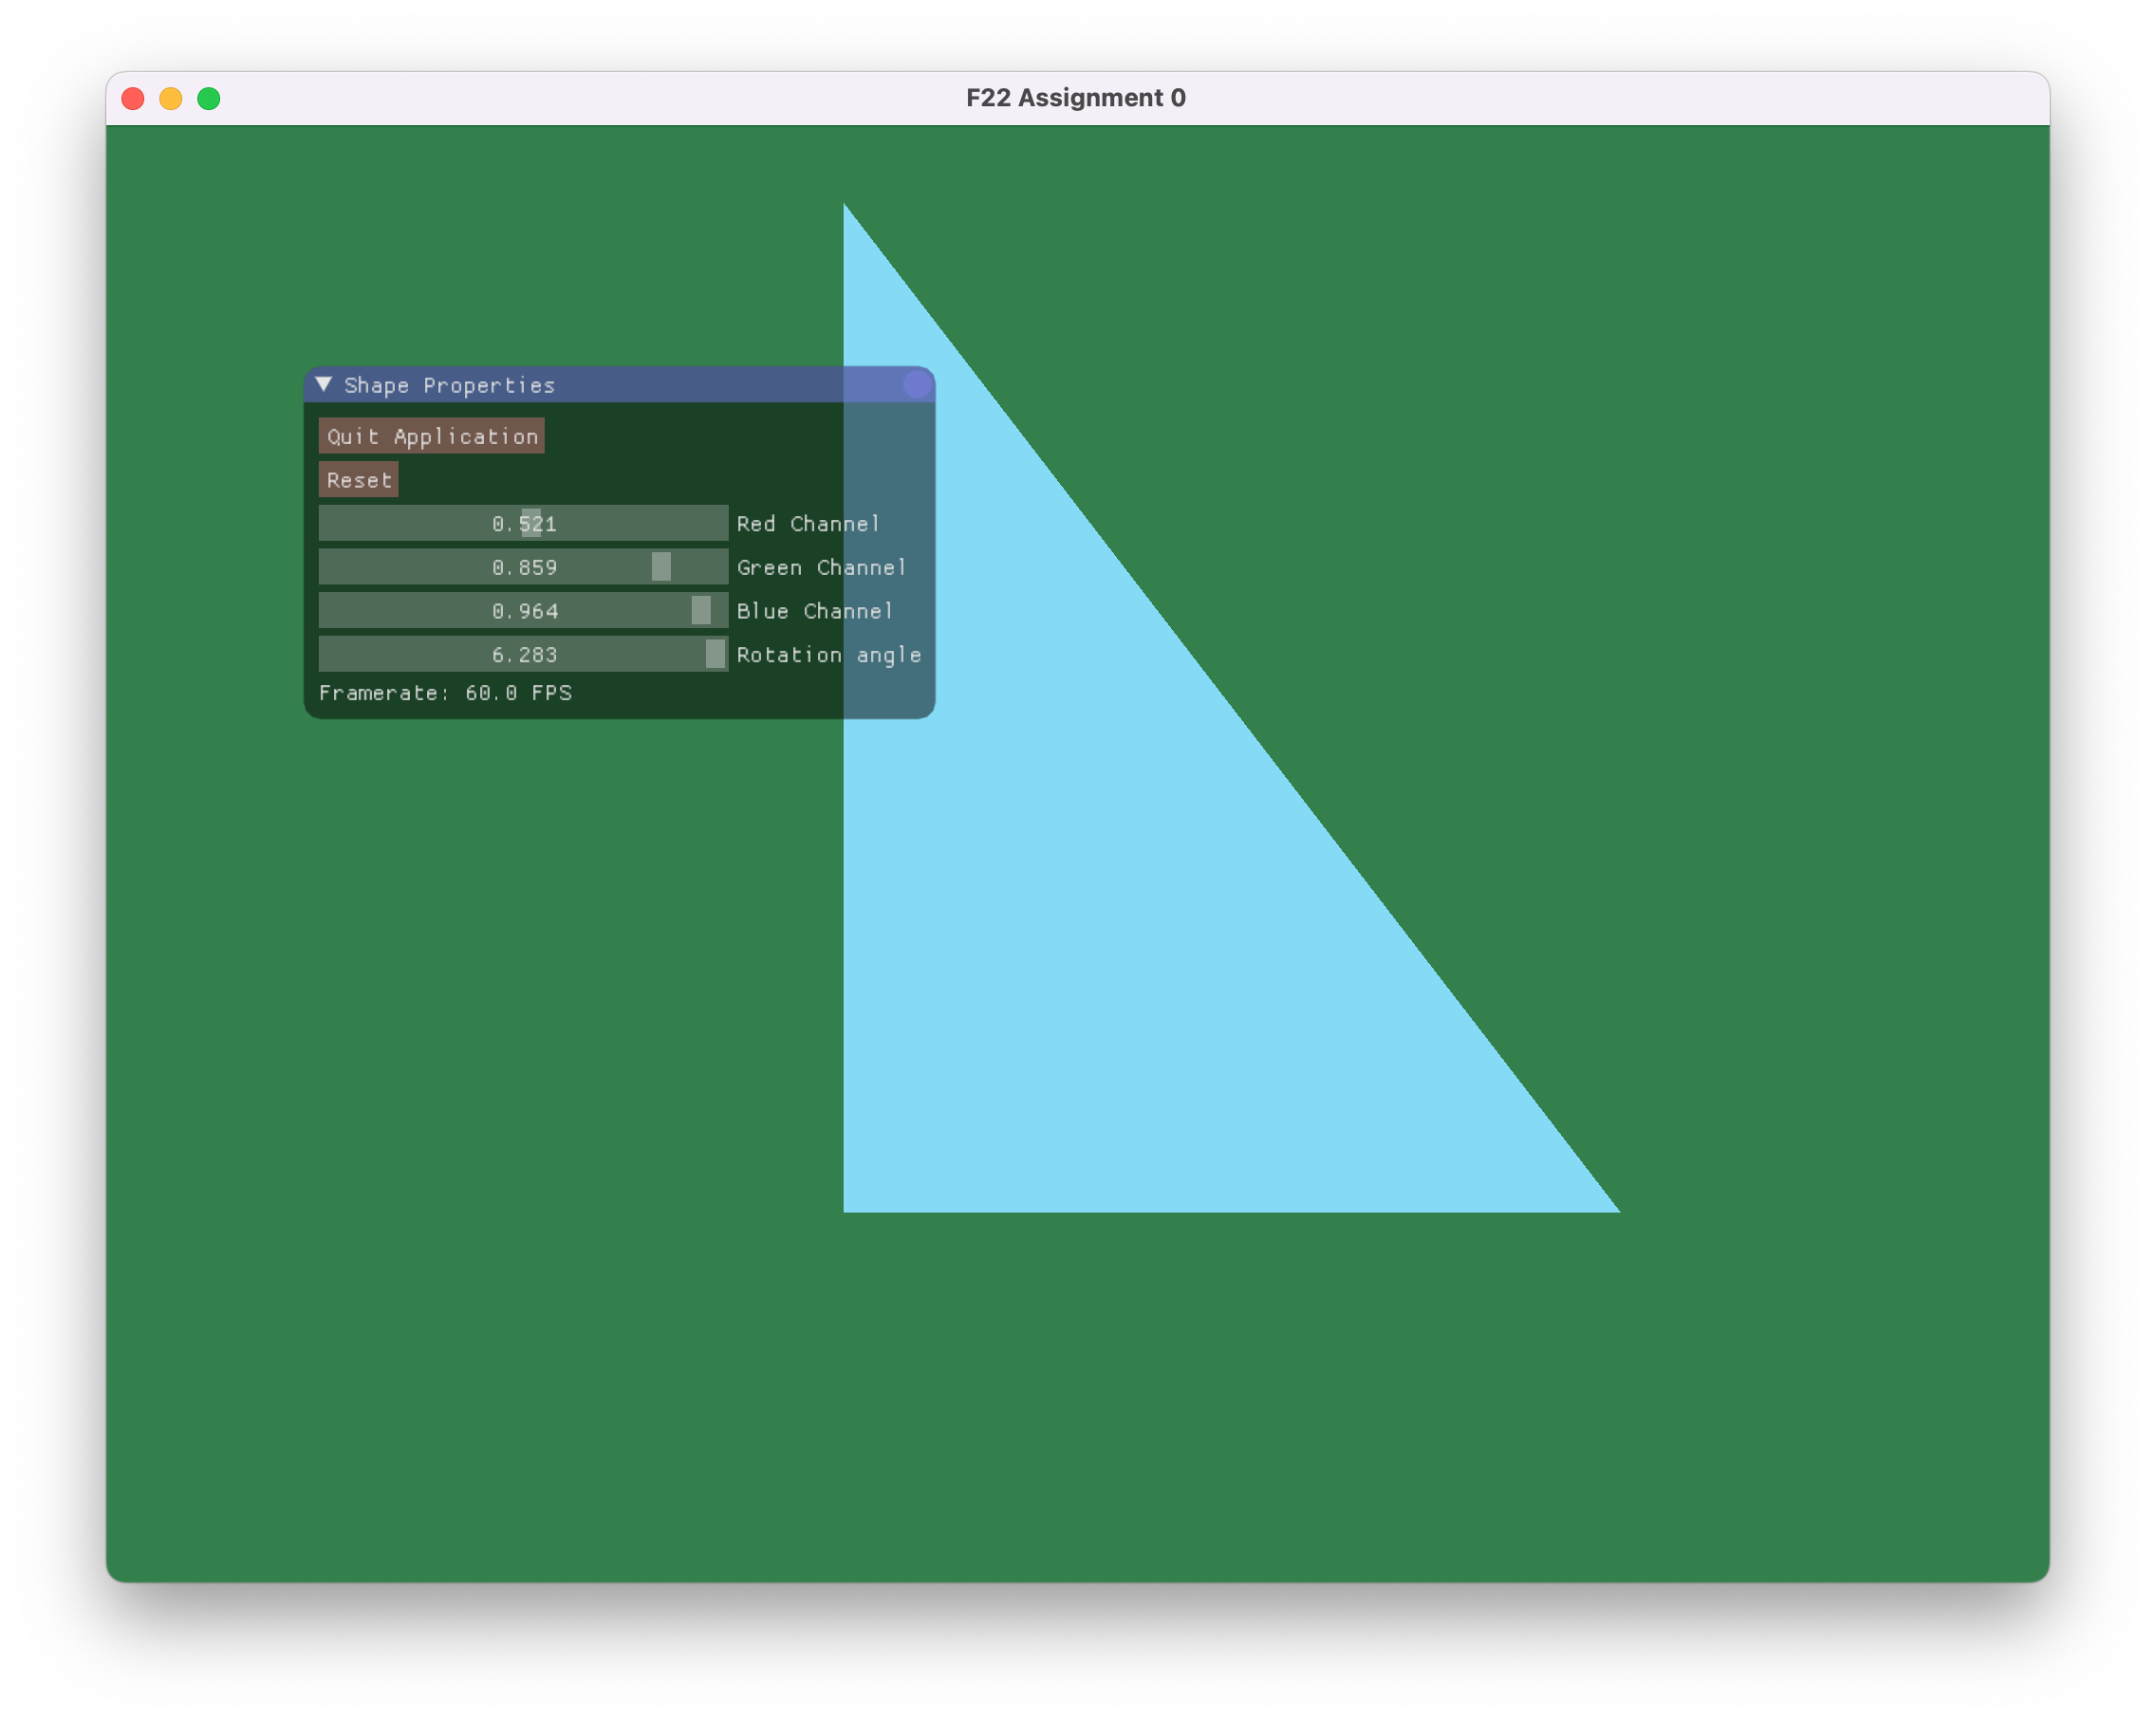 F22 Assignment 0
Shape Properties
Quit Application
Reset
0.521 Red Channel
0.859 Green Channel
0.964 Blue Channel
6.283 Rotation angle
Framerate: 60.0 FPS